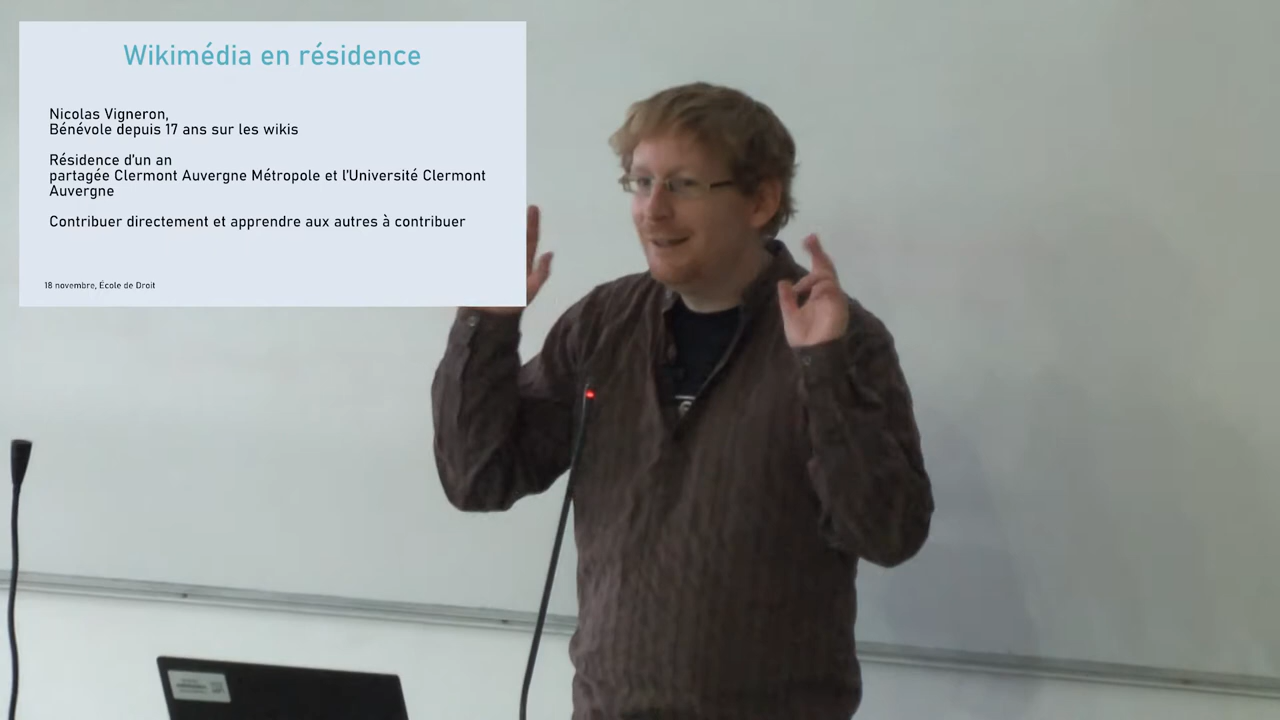 Wikimédia en résidence
Nicolas Vigneron,
Bénévole depuis 17 ans sur les wikis
Résidence d'un an
partagée Clermont Auvergne Métropole et l'Université Clermont
Auvergne
Contribuer directement et apprendre aux autres à contribuer
18 novembre, École de Droit